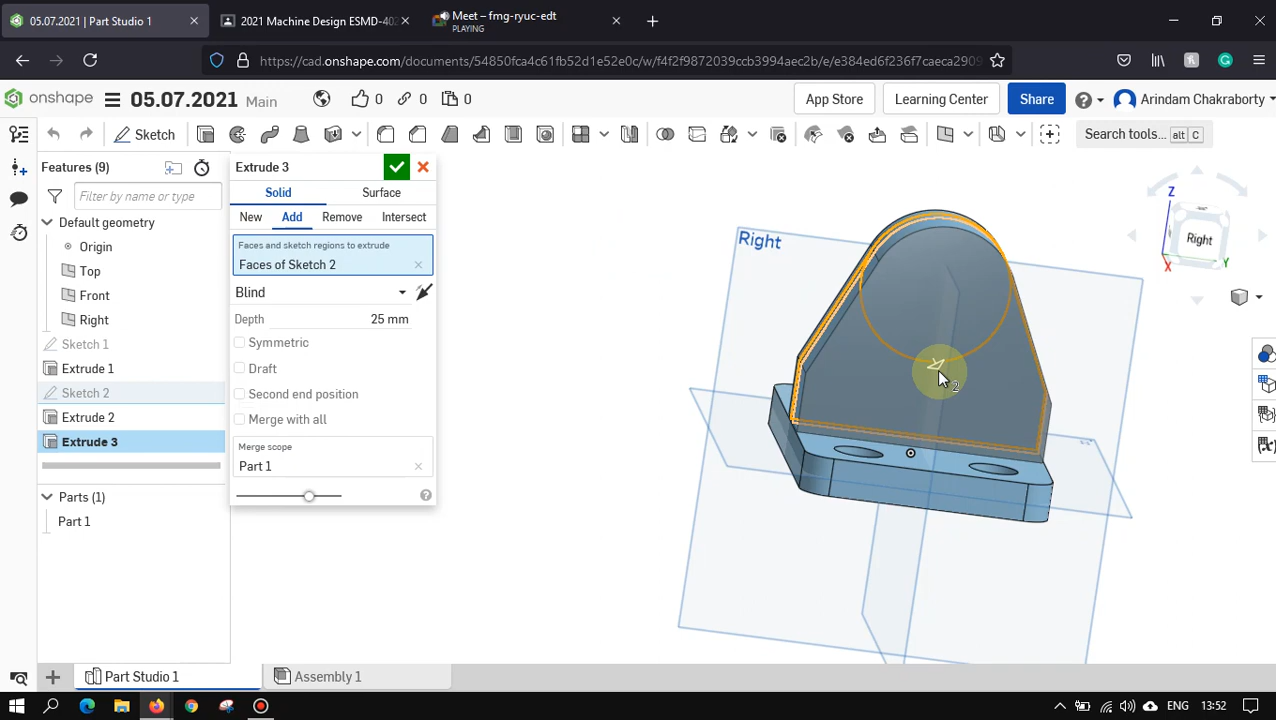 05.07.2021 | Part Studio 1
2021 Machine Design ESMD-402
Meet – fmg-ryuc-edt
PLAYING
https://cad.onshape.com/documents/54850fca4c61fb52d1e52e0c/w/f4f2f9872039ccb3994aec2b/e/e384ed6f236f7caeca2909
onshape
05.07.2021 Main
0 0 0
App Store
Learning Center
Share
Arindam Chakraborty
Sketch
Search tools... alt C
Features (9)
Filter by name or type
Default geometry
Origin
Top
Front
Right
Sketch 1
Extrude 1
Sketch 2
Extrude 2
Extrude 3
Parts (1)
Part 1
Extrude 3
Solid Surface
New Add Remove Intersect
Faces and sketch regions to extrude
Faces of Sketch 2
Blind
Depth 25 mm
Symmetric
Draft
Second end position
Merge with all
Merge scope
Part 1
Right
2
Z
Right
X Y
Part Studio 1
Assembly 1
ENG 13:52